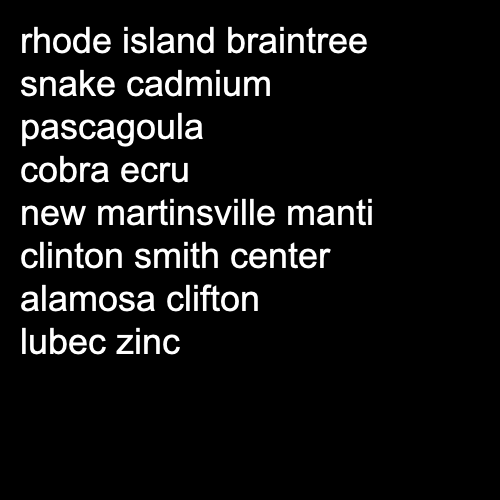 rhode island braintree
snake cadmium
pascagoula
cobra ecru
new martinsville manti
clinton smith center
alamosa clifton
lubec zinc